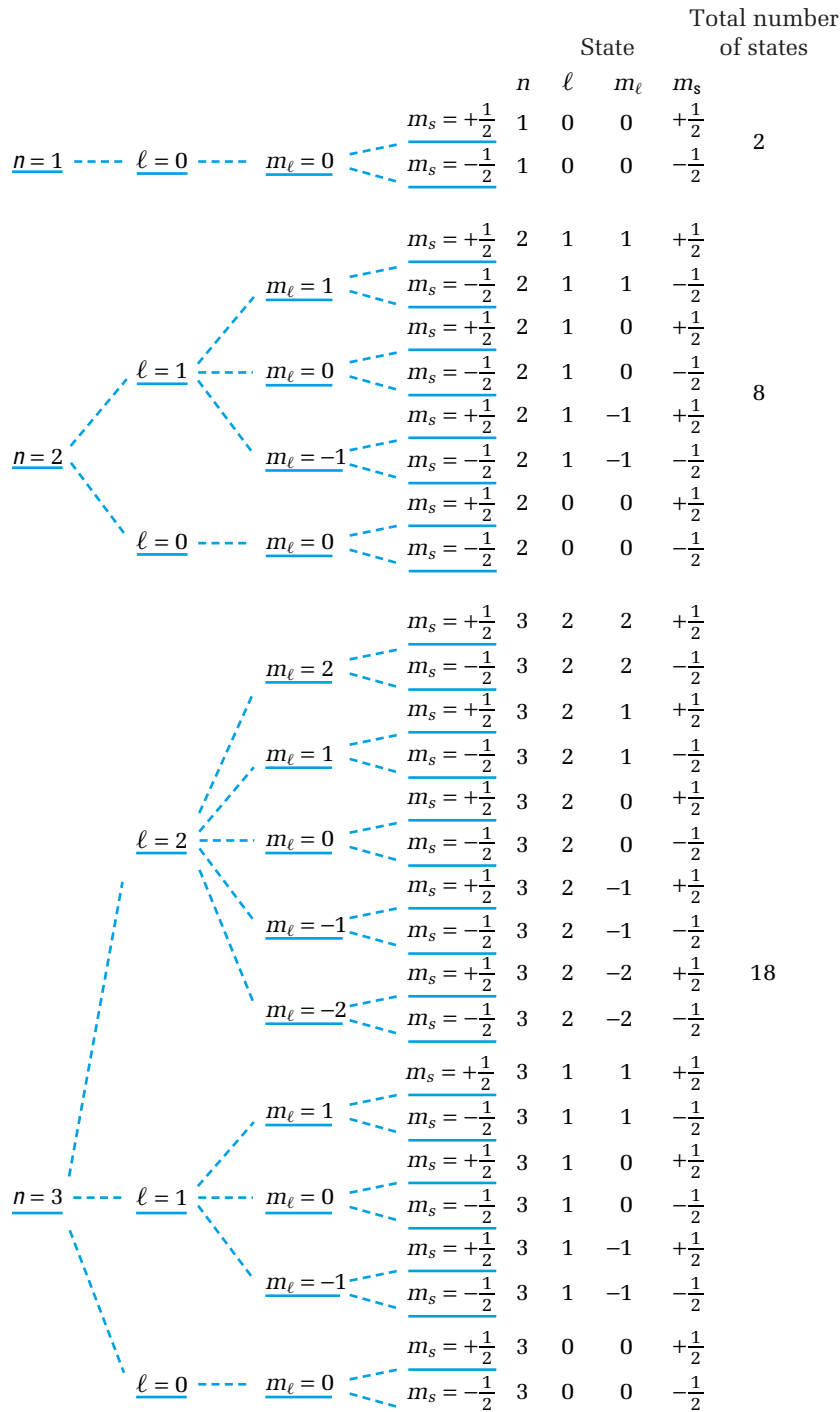 Total number
State of states
n ℓ mℓ ms
ms = +1/2 1 0 0 +1/2
2
n = 1 ℓ = 0 mℓ = 0 ms = −1/2 1 0 0 −1/2
ms = +1/2 2 1 1 +1/2
mℓ = 1 ms = −1/2 2 1 1 −1/2
ms = +1/2 2 1 0 +1/2
ℓ = 1 mℓ = 0 ms = −1/2 2 1 0 −1/2
8
ms = +1/2 2 1 −1 +1/2
n = 2 mℓ = −1 ms = −1/2 2 1 −1 −1/2
ms = +1/2 2 0 0 +1/2
ℓ = 0 mℓ = 0 ms = −1/2 2 0 0 −1/2
ms = +1/2 3 2 2 +1/2
mℓ = 2 ms = −1/2 3 2 2 −1/2
ms = +1/2 3 2 1 +1/2
mℓ = 1 ms = −1/2 3 2 1 −1/2
ms = +1/2 3 2 0 +1/2
ℓ = 2 mℓ = 0 ms = −1/2 3 2 0 −1/2
ms = +1/2 3 2 −1 +1/2
mℓ = −1 ms = −1/2 3 2 −1 −1/2
ms = +1/2 3 2 −2 +1/2 18
mℓ = −2 ms = −1/2 3 2 −2 −1/2
ms = +1/2 3 1 1 +1/2
mℓ = 1 ms = −1/2 3 1 1 −1/2
ms = +1/2 3 1 0 +1/2
n = 3 ℓ = 1 mℓ = 0 ms = −1/2 3 1 0 −1/2
ms = +1/2 3 1 −1 +1/2
mℓ = −1 ms = −1/2 3 1 −1 −1/2
ms = +1/2 3 0 0 +1/2
ℓ = 0 mℓ = 0 ms = −1/2 3 0 0 −1/2